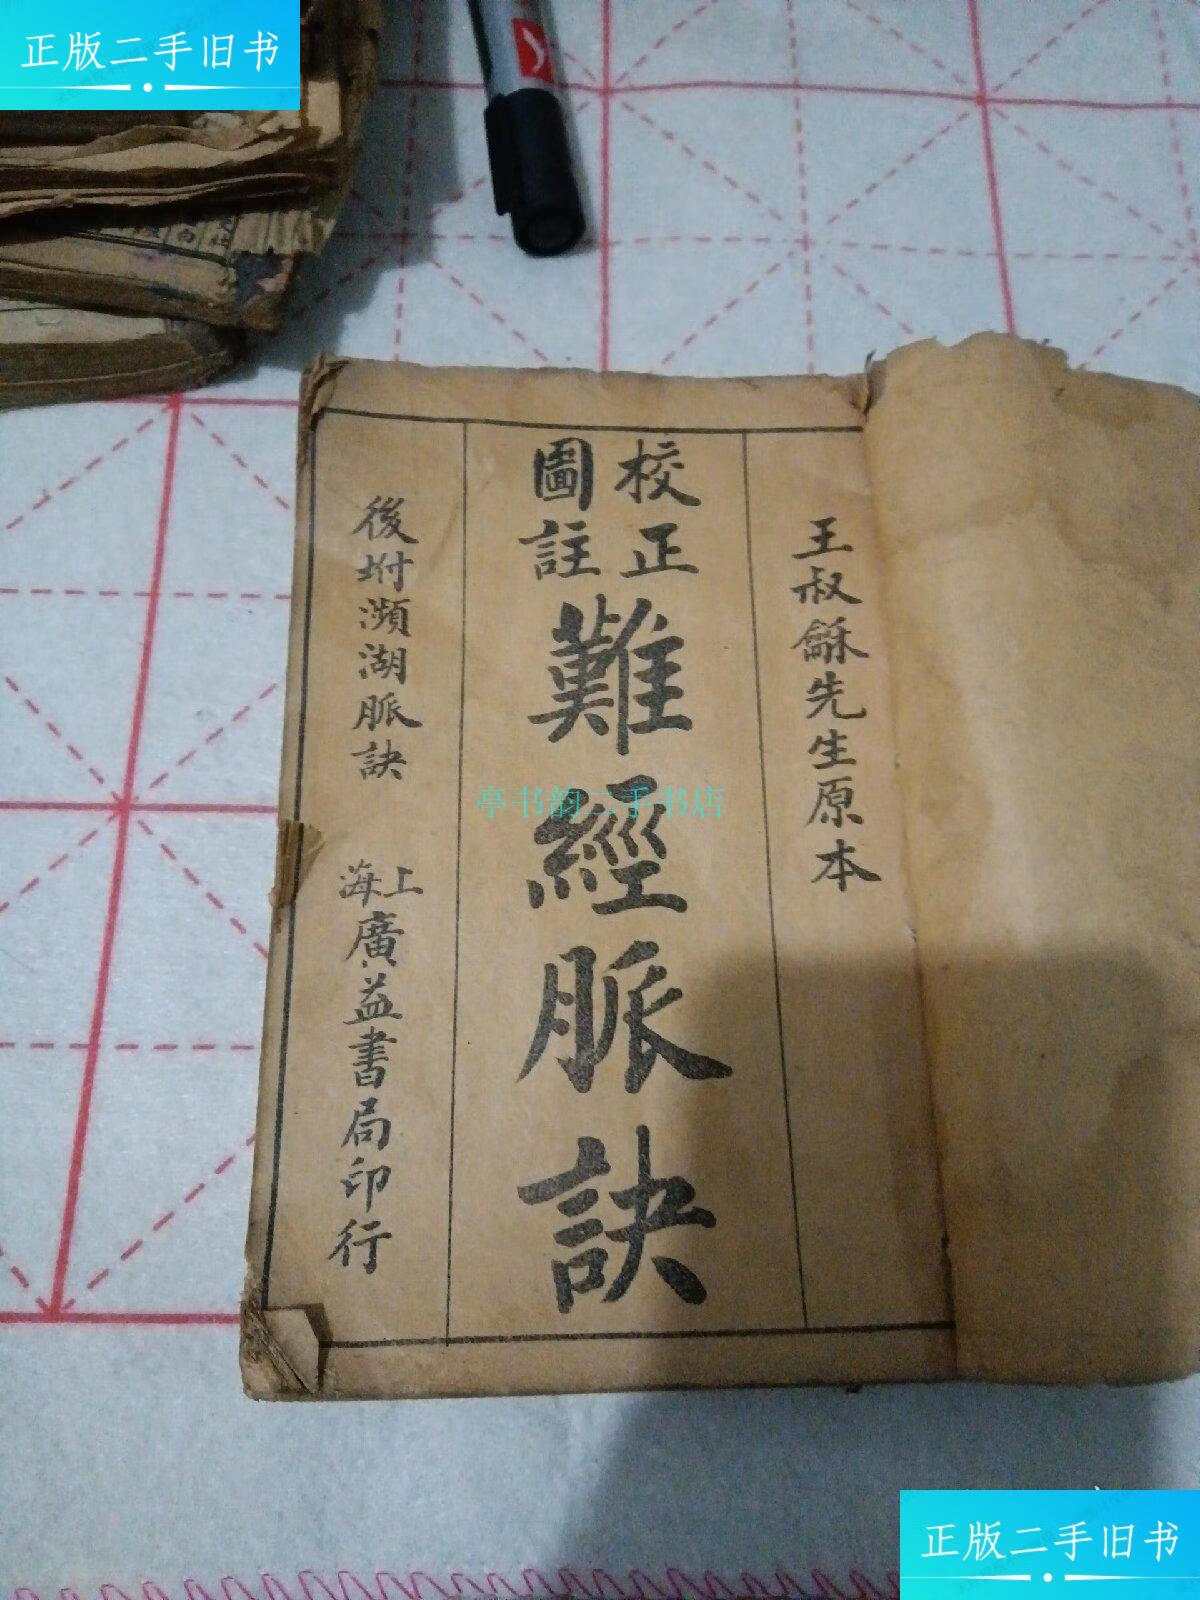 正版二手旧书
王叔龢先生原本
校正
圖註
難經脈訣
後坿瀕湖脈訣
上海
廣益書局印行
亭书韵二手书店
正版二手旧书